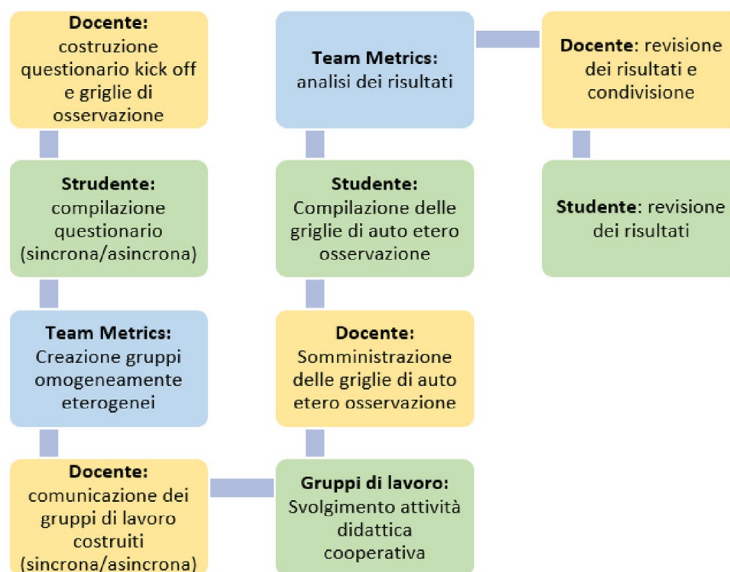 Docente:
costruzione
questionario kick off
e griglie di
osservazione
Strudente:
compilazione
questionario
(sincrona/asincrona)
Team Metrics:
Creazione gruppi
omogeneamente
eterogenei
Docente:
comunicazione dei
gruppi di lavoro
costruiti
(sincrona/asincrona)
Gruppi di lavoro:
Svolgimento attività
didattica
cooperativa
Docente:
Somministrazione
delle griglie di auto
etero osservazione
Studente:
Compilazione delle
griglie di auto etero
osservazione
Team Metrics:
analisi dei risultati
Docente: revisione
dei risultati e
condivisione
Studente: revisione
dei risultati